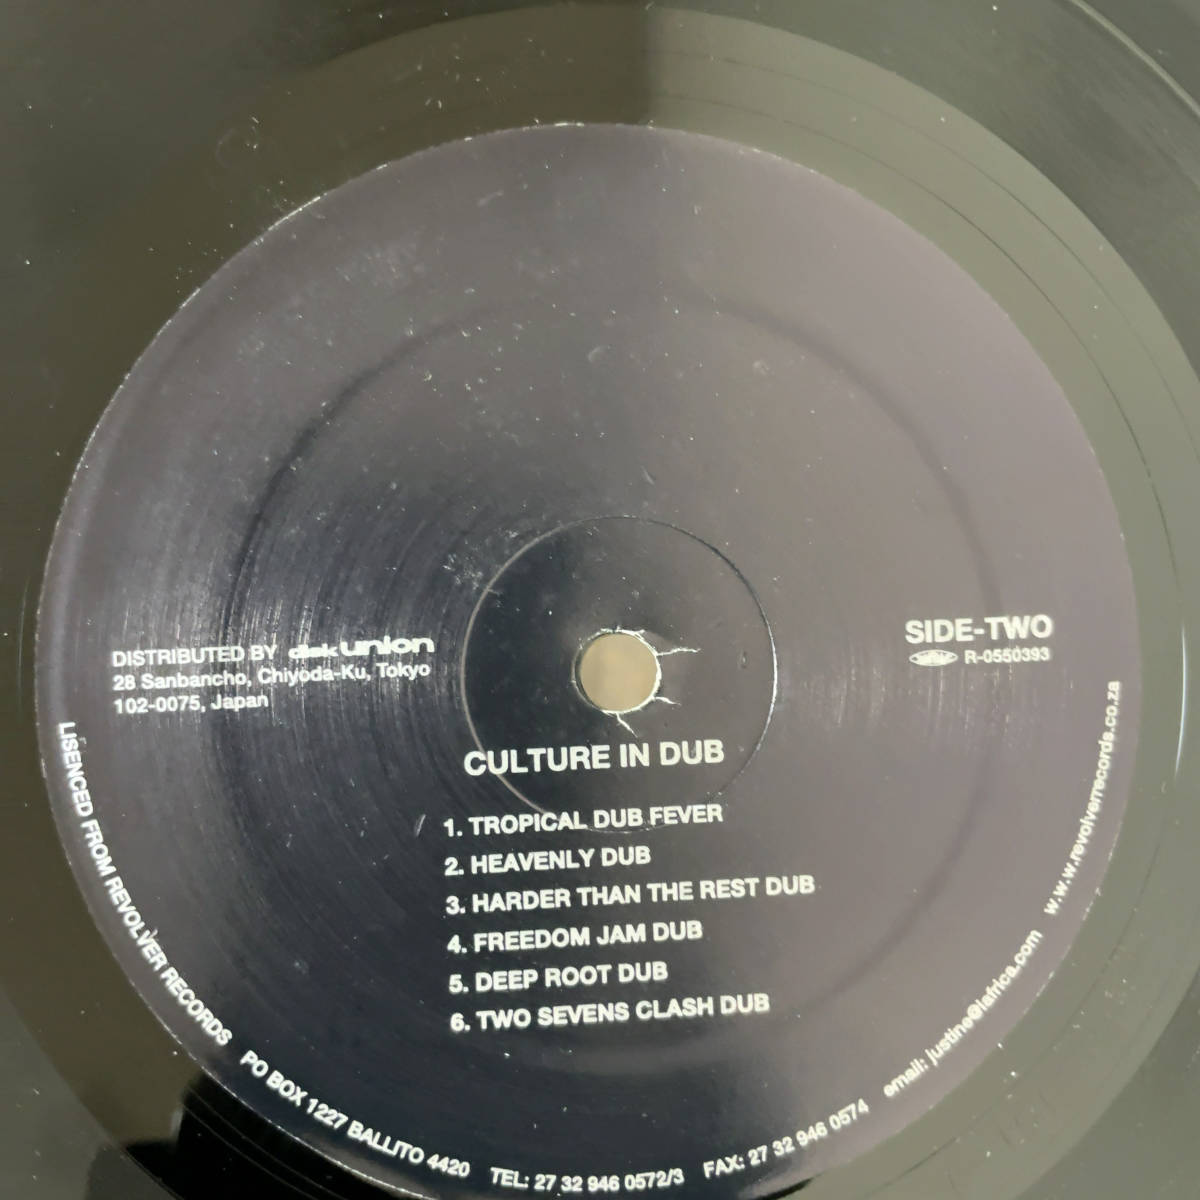 DISTRIBUTED BY disk union
28 Sanbancho, Chiyoda-Ku, Tokyo
102-0075, Japan
SIDE-TWO
R-0550393
CULTURE IN DUB
1. TROPICAL DUB FEVER
2. HEAVENLY DUB
3. HARDER THAN THE REST DUB
4. FREEDOM JAM DUB
5. DEEP ROOT DUB
6. TWO SEVENS CLASH DUB
LISENCED FROM REVOLVER RECORDS PO BOX 1227 BALLITO 4420 TEL: 27 32 946 0572/3 FAX: 27 32 946 0574 email: justine@iafrica.com www.revolverrecords.co.za